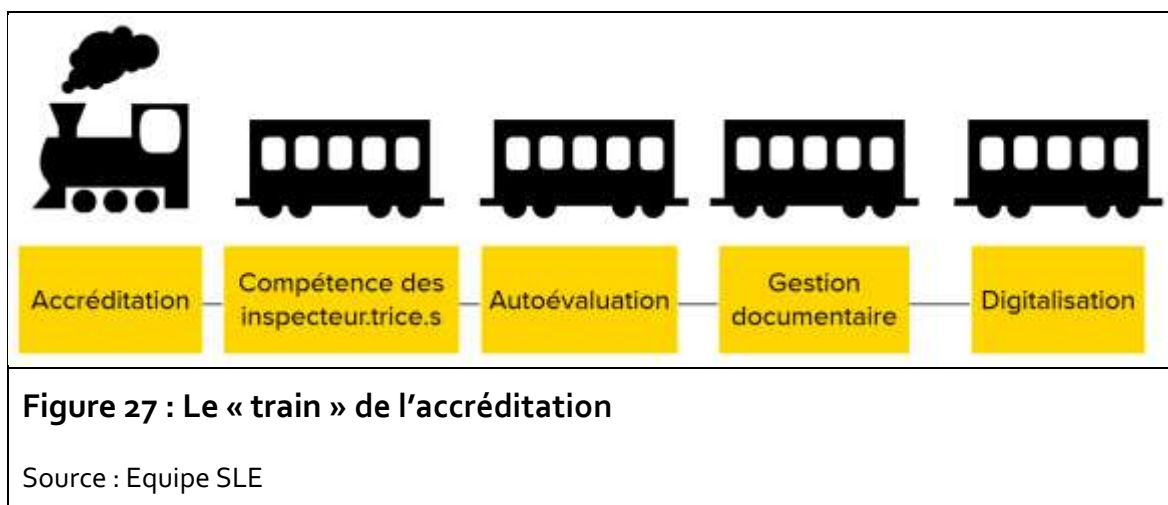 Accréditation
Compétence des
inspecteur.trice.s
Autoévaluation
Gestion
documentaire
Digitalisation
Figure 27 : Le « train » de l’accréditation
Source : Equipe SLE